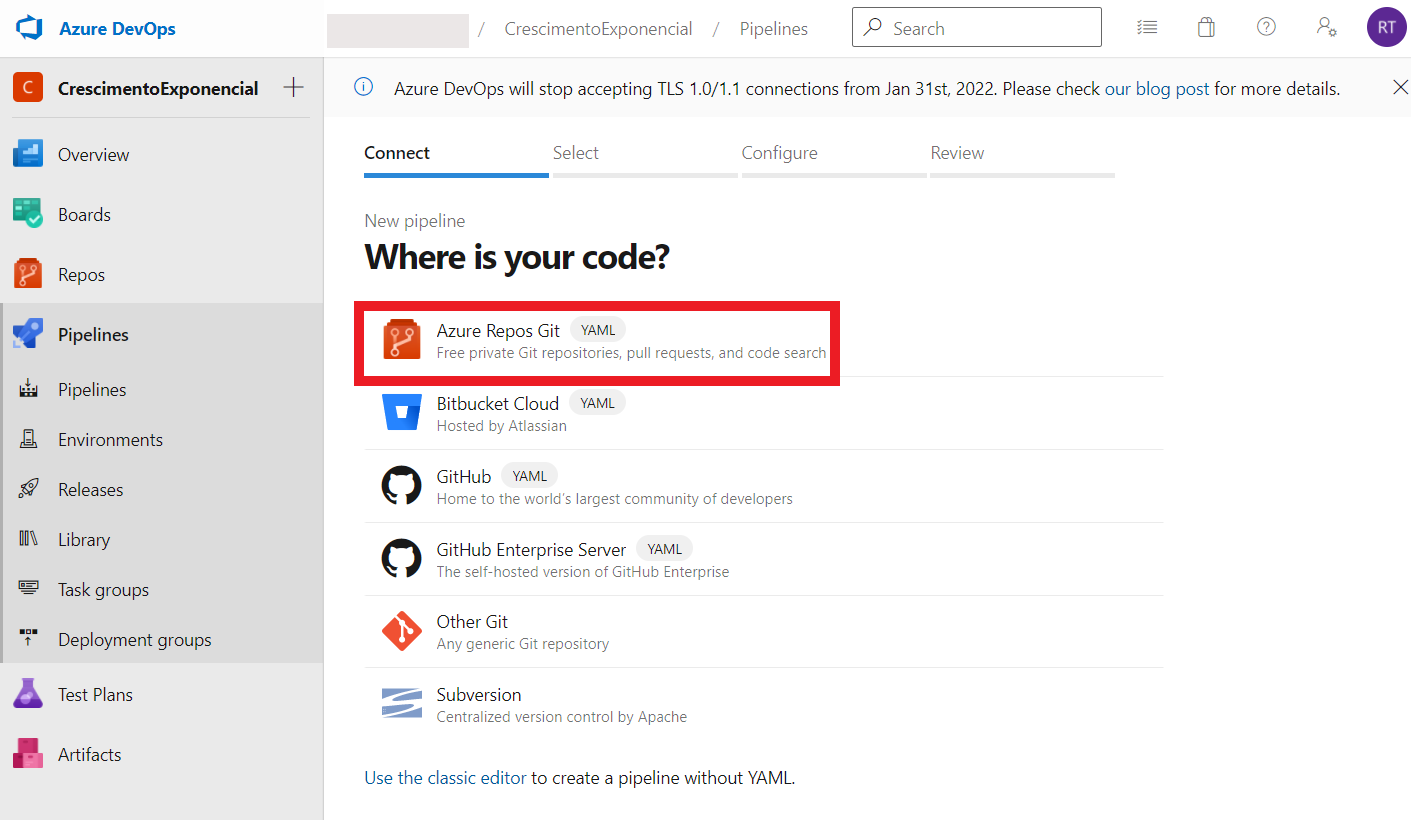 Azure DevOps
/ CrescimentoExponencial / Pipelines
Search
RT
C CrescimentoExponencial
Azure DevOps will stop accepting TLS 1.0/1.1 connections from Jan 31st, 2022. Please check our blog post for more details.
Overview
Boards
Repos
Pipelines
Pipelines
Environments
Releases
Library
Task groups
Deployment groups
Test Plans
Artifacts
Connect Select Configure Review
New pipeline
Where is your code?
Azure Repos Git YAML
Free private Git repositories, pull requests, and code search
Bitbucket Cloud YAML
Hosted by Atlassian
GitHub YAML
Home to the world's largest community of developers
GitHub Enterprise Server YAML
The self-hosted version of GitHub Enterprise
Other Git
Any generic Git repository
Subversion
Centralized version control by Apache
Use the classic editor to create a pipeline without YAML.